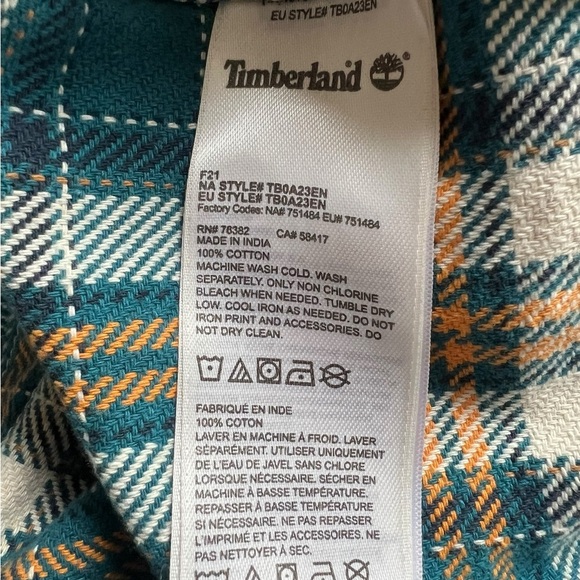 EU STYLE# TB0A23EN
Timberland
F21
NA STYLE# TB0A23EN
EU STYLE# TB0A23EN
Factory Codes: NA# 751484 EU# 751484
RN# 76382 CA# 58417
MADE IN INDIA
100% COTTON
MACHINE WASH COLD. WASH
SEPARATELY. ONLY NON CHLORINE
BLEACH WHEN NEEDED. TUMBLE DRY
LOW. COOL IRON AS NEEDED. DO NOT
IRON PRINT AND ACCESSORIES. DO
NOT DRY CLEAN.
FABRIQUÉ EN INDE
100% COTON
LAVER EN MACHINE À FROID. LAVER
SÉPARÉMENT. UTILISER UNIQUEMENT
DE L'EAU DE JAVEL SANS CHLORE
LORSQUE NÉCESSAIRE. SÉCHER EN
MACHINE À BASSE TEMPÉRATURE.
REPASSER À BASSE TEMPÉRATURE
SI NÉCESSAIRE. NE PAS REPASSER
L'IMPRIMÉ ET LES ACCESSOIRES. NE
PAS NETTOYER À SEC.